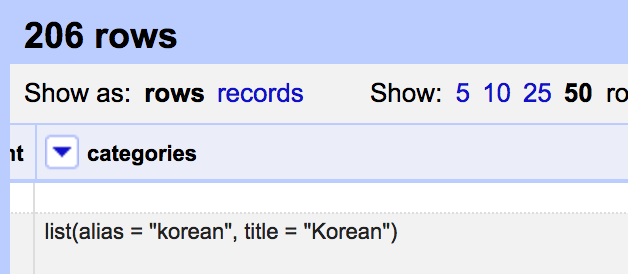 206 rows
Show as: rows records Show: 5 10 25 50
categories
list(alias = "korean", title = "Korean")